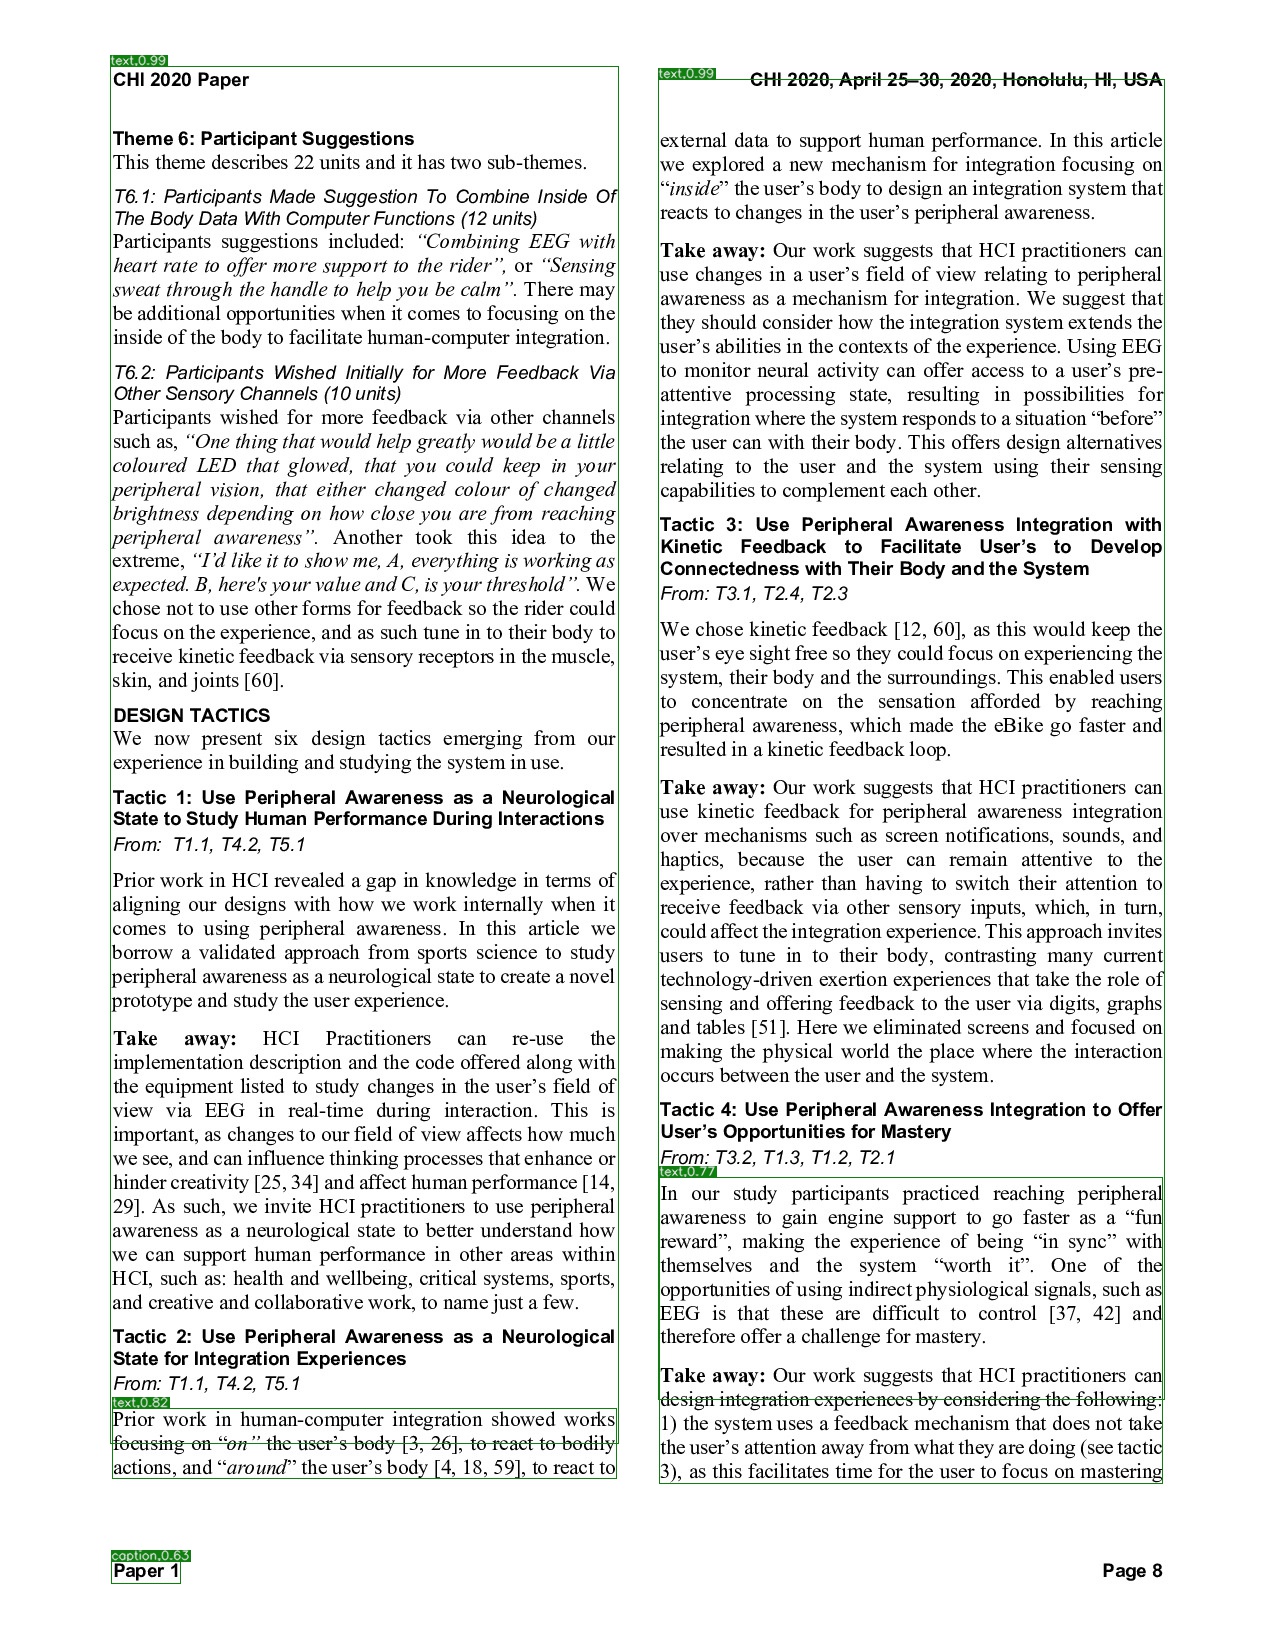 text,0.99
CHI 2020 Paper
text,0.99
CHI 2020, April 25–30, 2020, Honolulu, HI, USA
Theme 6: Participant Suggestions
This theme describes 22 units and it has two sub-themes.
T6.1: Participants Made Suggestion To Combine Inside Of
The Body Data With Computer Functions (12 units)
Participants suggestions included: “Combining EEG with
heart rate to offer more support to the rider”, or “Sensing
sweat through the handle to help you be calm”. There may
be additional opportunities when it comes to focusing on the
inside of the body to facilitate human-computer integration.
T6.2: Participants Wished Initially for More Feedback Via
Other Sensory Channels (10 units)
Participants wished for more feedback via other channels
such as, “One thing that would help greatly would be a little
coloured LED that glowed, that you could keep in your
peripheral vision, that either changed colour of changed
brightness depending on how close you are from reaching
peripheral awareness”. Another took this idea to the
extreme, “I’d like it to show me, A, everything is working as
expected. B, here's your value and C, is your threshold”. We
chose not to use other forms for feedback so the rider could
focus on the experience, and as such tune in to their body to
receive kinetic feedback via sensory receptors in the muscle,
skin, and joints [60].
DESIGN TACTICS
We now present six design tactics emerging from our
experience in building and studying the system in use.
Tactic 1: Use Peripheral Awareness as a Neurological
State to Study Human Performance During Interactions
From: T1.1, T4.2, T5.1
Prior work in HCI revealed a gap in knowledge in terms of
aligning our designs with how we work internally when it
comes to using peripheral awareness. In this article we
borrow a validated approach from sports science to study
peripheral awareness as a neurological state to create a novel
prototype and study the user experience.
Take away: HCI Practitioners can re-use the
implementation description and the code offered along with
the equipment listed to study changes in the user’s field of
view via EEG in real-time during interaction. This is
important, as changes to our field of view affects how much
we see, and can influence thinking processes that enhance or
hinder creativity [25, 34] and affect human performance [14,
29]. As such, we invite HCI practitioners to use peripheral
awareness as a neurological state to better understand how
we can support human performance in other areas within
HCI, such as: health and wellbeing, critical systems, sports,
and creative and collaborative work, to name just a few.
Tactic 2: Use Peripheral Awareness as a Neurological
State for Integration Experiences
From: T1.1, T4.2, T5.1
text,0.82
Prior work in human-computer integration showed works
focusing on “on” the user’s body [3, 26], to react to bodily
actions, and “around” the user’s body [4, 18, 59], to react to
external data to support human performance. In this article
we explored a new mechanism for integration focusing on
“inside” the user’s body to design an integration system that
reacts to changes in the user’s peripheral awareness.
Take away: Our work suggests that HCI practitioners can
use changes in a user’s field of view relating to peripheral
awareness as a mechanism for integration. We suggest that
they should consider how the integration system extends the
user’s abilities in the contexts of the experience. Using EEG
to monitor neural activity can offer access to a user’s pre-
attentive processing state, resulting in possibilities for
integration where the system responds to a situation “before”
the user can with their body. This offers design alternatives
relating to the user and the system using their sensing
capabilities to complement each other.
Tactic 3: Use Peripheral Awareness Integration with
Kinetic Feedback to Facilitate User’s to Develop
Connectedness with Their Body and the System
From: T3.1, T2.4, T2.3
We chose kinetic feedback [12, 60], as this would keep the
user’s eye sight free so they could focus on experiencing the
system, their body and the surroundings. This enabled users
to concentrate on the sensation afforded by reaching
peripheral awareness, which made the eBike go faster and
resulted in a kinetic feedback loop.
Take away: Our work suggests that HCI practitioners can
use kinetic feedback for peripheral awareness integration
over mechanisms such as screen notifications, sounds, and
haptics, because the user can remain attentive to the
experience, rather than having to switch their attention to
receive feedback via other sensory inputs, which, in turn,
could affect the integration experience. This approach invites
users to tune in to their body, contrasting many current
technology-driven exertion experiences that take the role of
sensing and offering feedback to the user via digits, graphs
and tables [51]. Here we eliminated screens and focused on
making the physical world the place where the interaction
occurs between the user and the system.
Tactic 4: Use Peripheral Awareness Integration to Offer
User’s Opportunities for Mastery
From: T3.2, T1.3, T1.2, T2.1
text,0.77
In our study participants practiced reaching peripheral
awareness to gain engine support to go faster as a “fun
reward”, making the experience of being “in sync” with
themselves and the system “worth it”. One of the
opportunities of using indirect physiological signals, such as
EEG is that these are difficult to control [37, 42] and
therefore offer a challenge for mastery.
Take away: Our work suggests that HCI practitioners can
design integration experiences by considering the following:
1) the system uses a feedback mechanism that does not take
the user’s attention away from what they are doing (see tactic
3), as this facilitates time for the user to focus on mastering
caption,0.63
Paper 1
Page 8